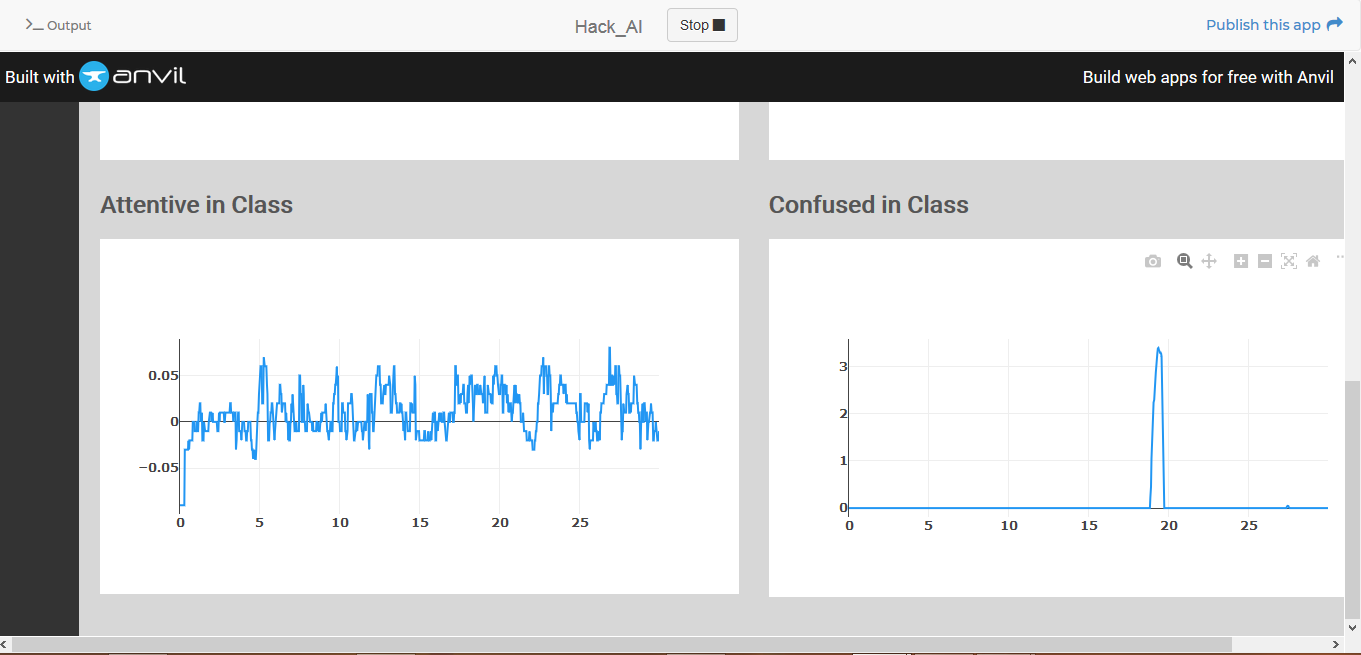 >_ Output
Hack_AI
Stop
Publish this app
Built with anvil
Build web apps for free with Anvil
Attentive in Class
Confused in Class
0.05
0
−0.05
0 5 10 15 20 25
3
2
1
0
0 5 10 15 20 25